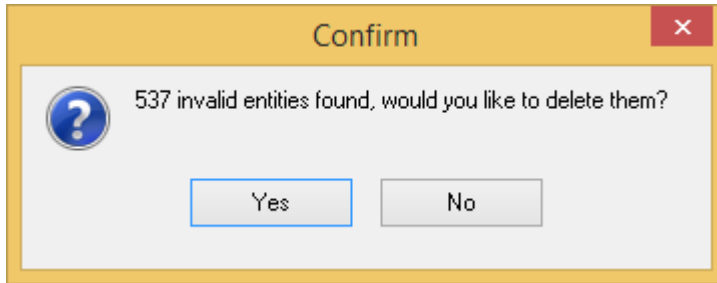 Confirm
537 invalid entities found, would you like to delete them?
Yes
No